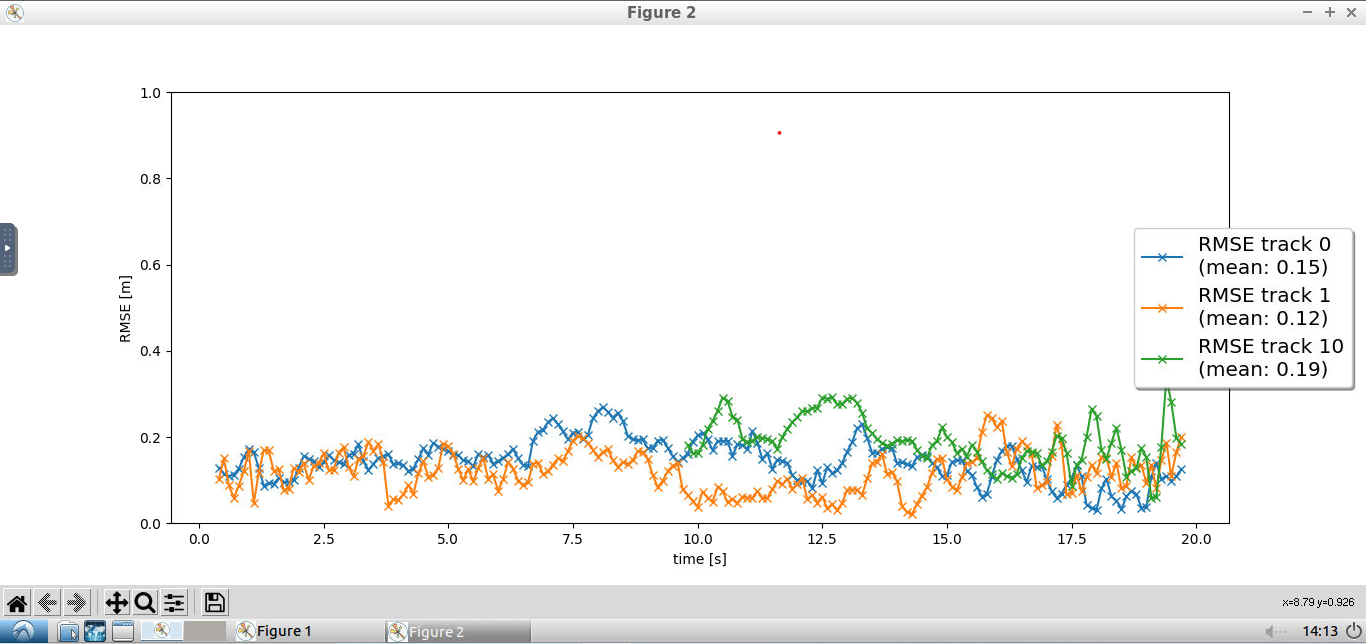 Figure 2
1.0
0.8
0.6
0.4
0.2
0.0
RMSE [m]
0.0 2.5 5.0 7.5 10.0 12.5 15.0 17.5 20.0
time [s]
RMSE track 0
(mean: 0.15)
RMSE track 1
(mean: 0.12)
RMSE track 10
(mean: 0.19)
x=8.79 y=0.926
Figure 1
Figure 2
14:13